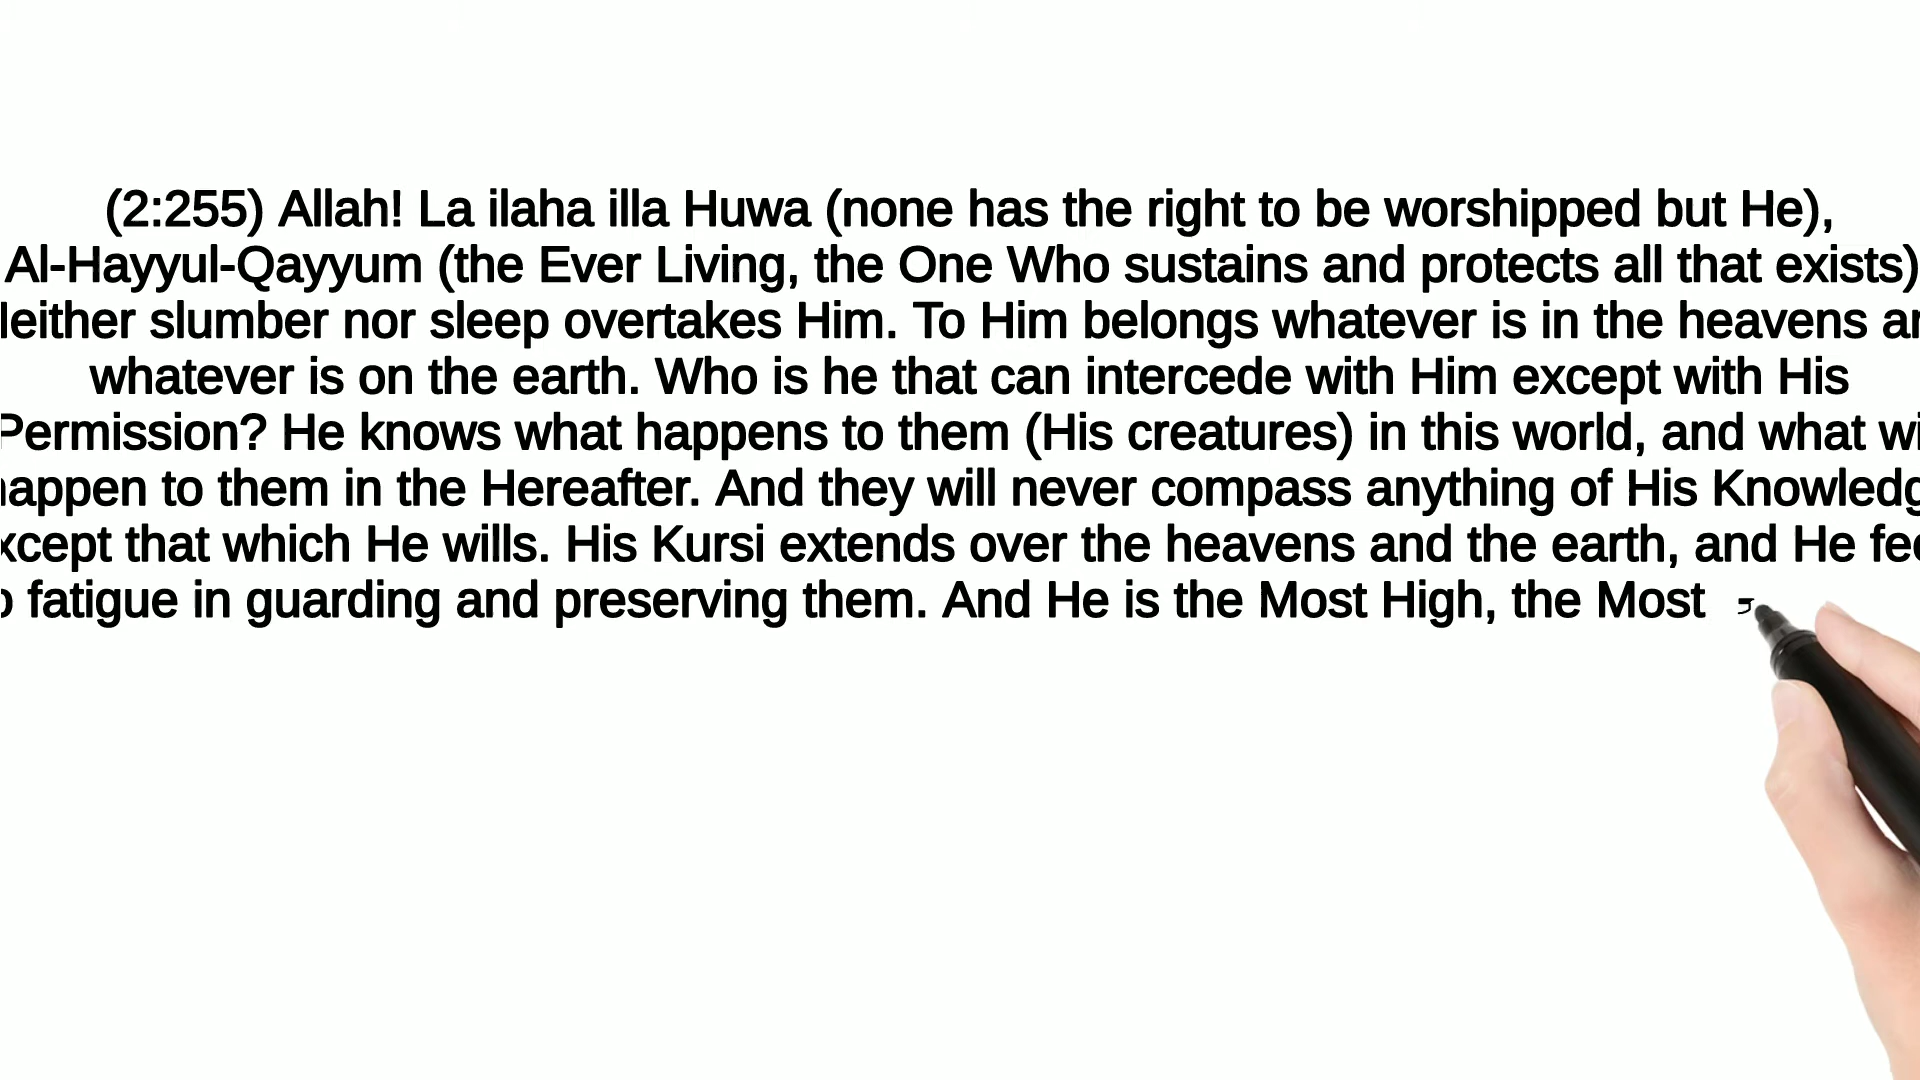 (2:255) Allah! La ilaha illa Huwa (none has the right to be worshipped but He),
Al-Hayyul-Qayyum (the Ever Living, the One Who sustains and protects all that exists)
either slumber nor sleep overtakes Him. To Him belongs whatever is in the heavens
whatever is on the earth. Who is he that can intercede with Him except with His
Permission? He knows what happens to them (His creatures) in this world, and what
appen to them in the Hereafter. And they will never compass anything of His Knowledg
xcept that which He wills. His Kursi extends over the heavens and the earth, and He
fatigue in guarding and preserving them. And He is the Most High, the Most